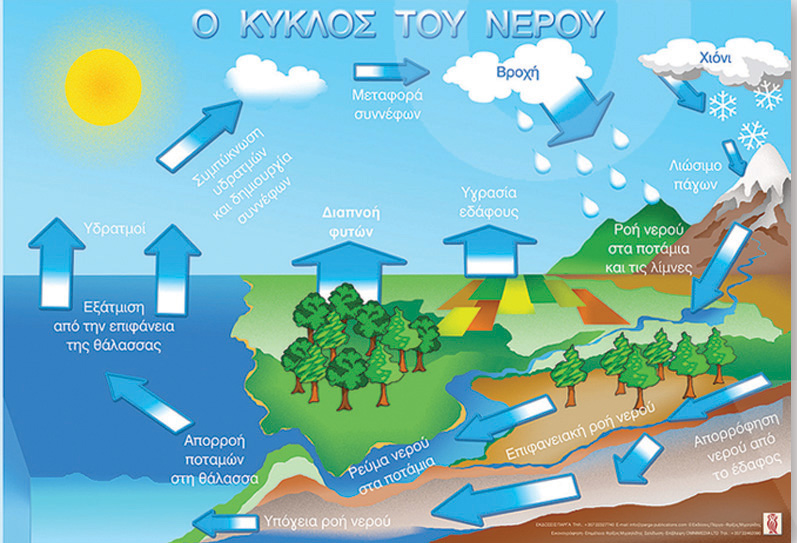 Ο ΚΥΚΛΟΣ ΤΟΥ ΝΕΡΟΥ
Βροχή
Χιόνι
Μεταφορά
συννέφων
Συμπύκνωση
υδρατμών
και δημιουργία
συννέφων
Λιώσιμο
πάγων
Υδρατμοί
Διαπνοή
φυτών
Υγρασία
εδάφους
Ροή νερού
στα ποτάμια
και τις λίμνες
Εξάτμιση
από την επιφάνεια
της θάλασσας
Απορροή
ποταμών
στη θάλασσα
Ρεύμα νερού
στα ποτάμια
Επιφανειακή ροή νερού
Απορρόφηση
νερού από
το έδαφος
Υπόγεια ροή νερού